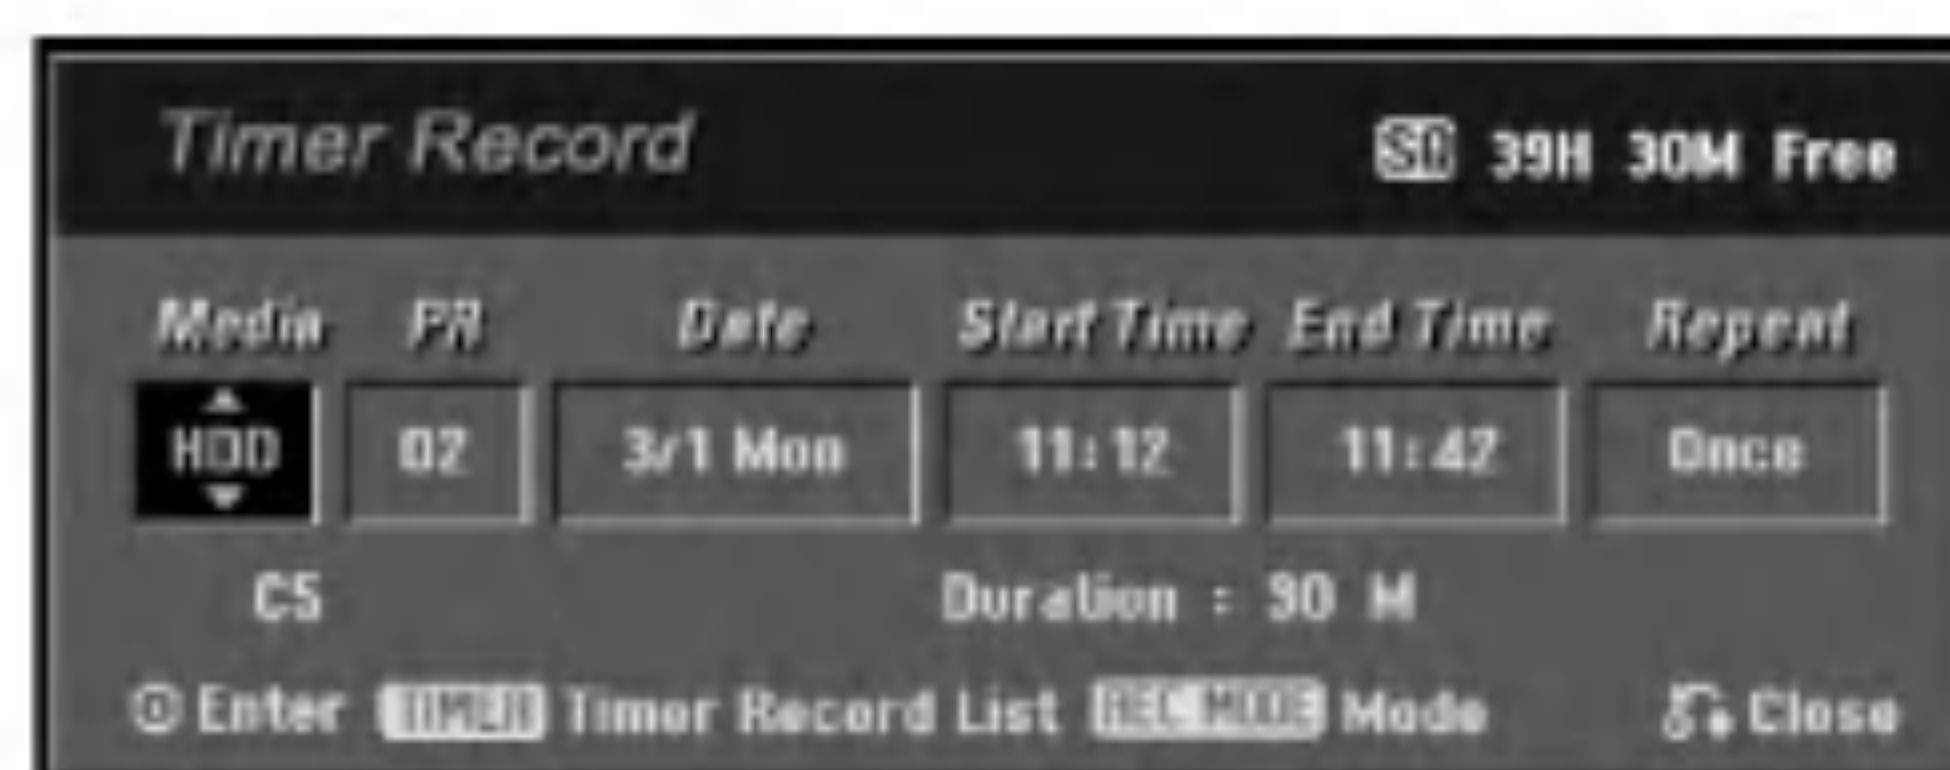 Timer Record SQ 39H 30M Free
Media PR Date Start Time End Time Repeat
HDD 02 3/1 Mon 11:12 11:42 Once
C5 Duration : 30 M
Enter TIMER Timer Record List REC MODE Mode Close